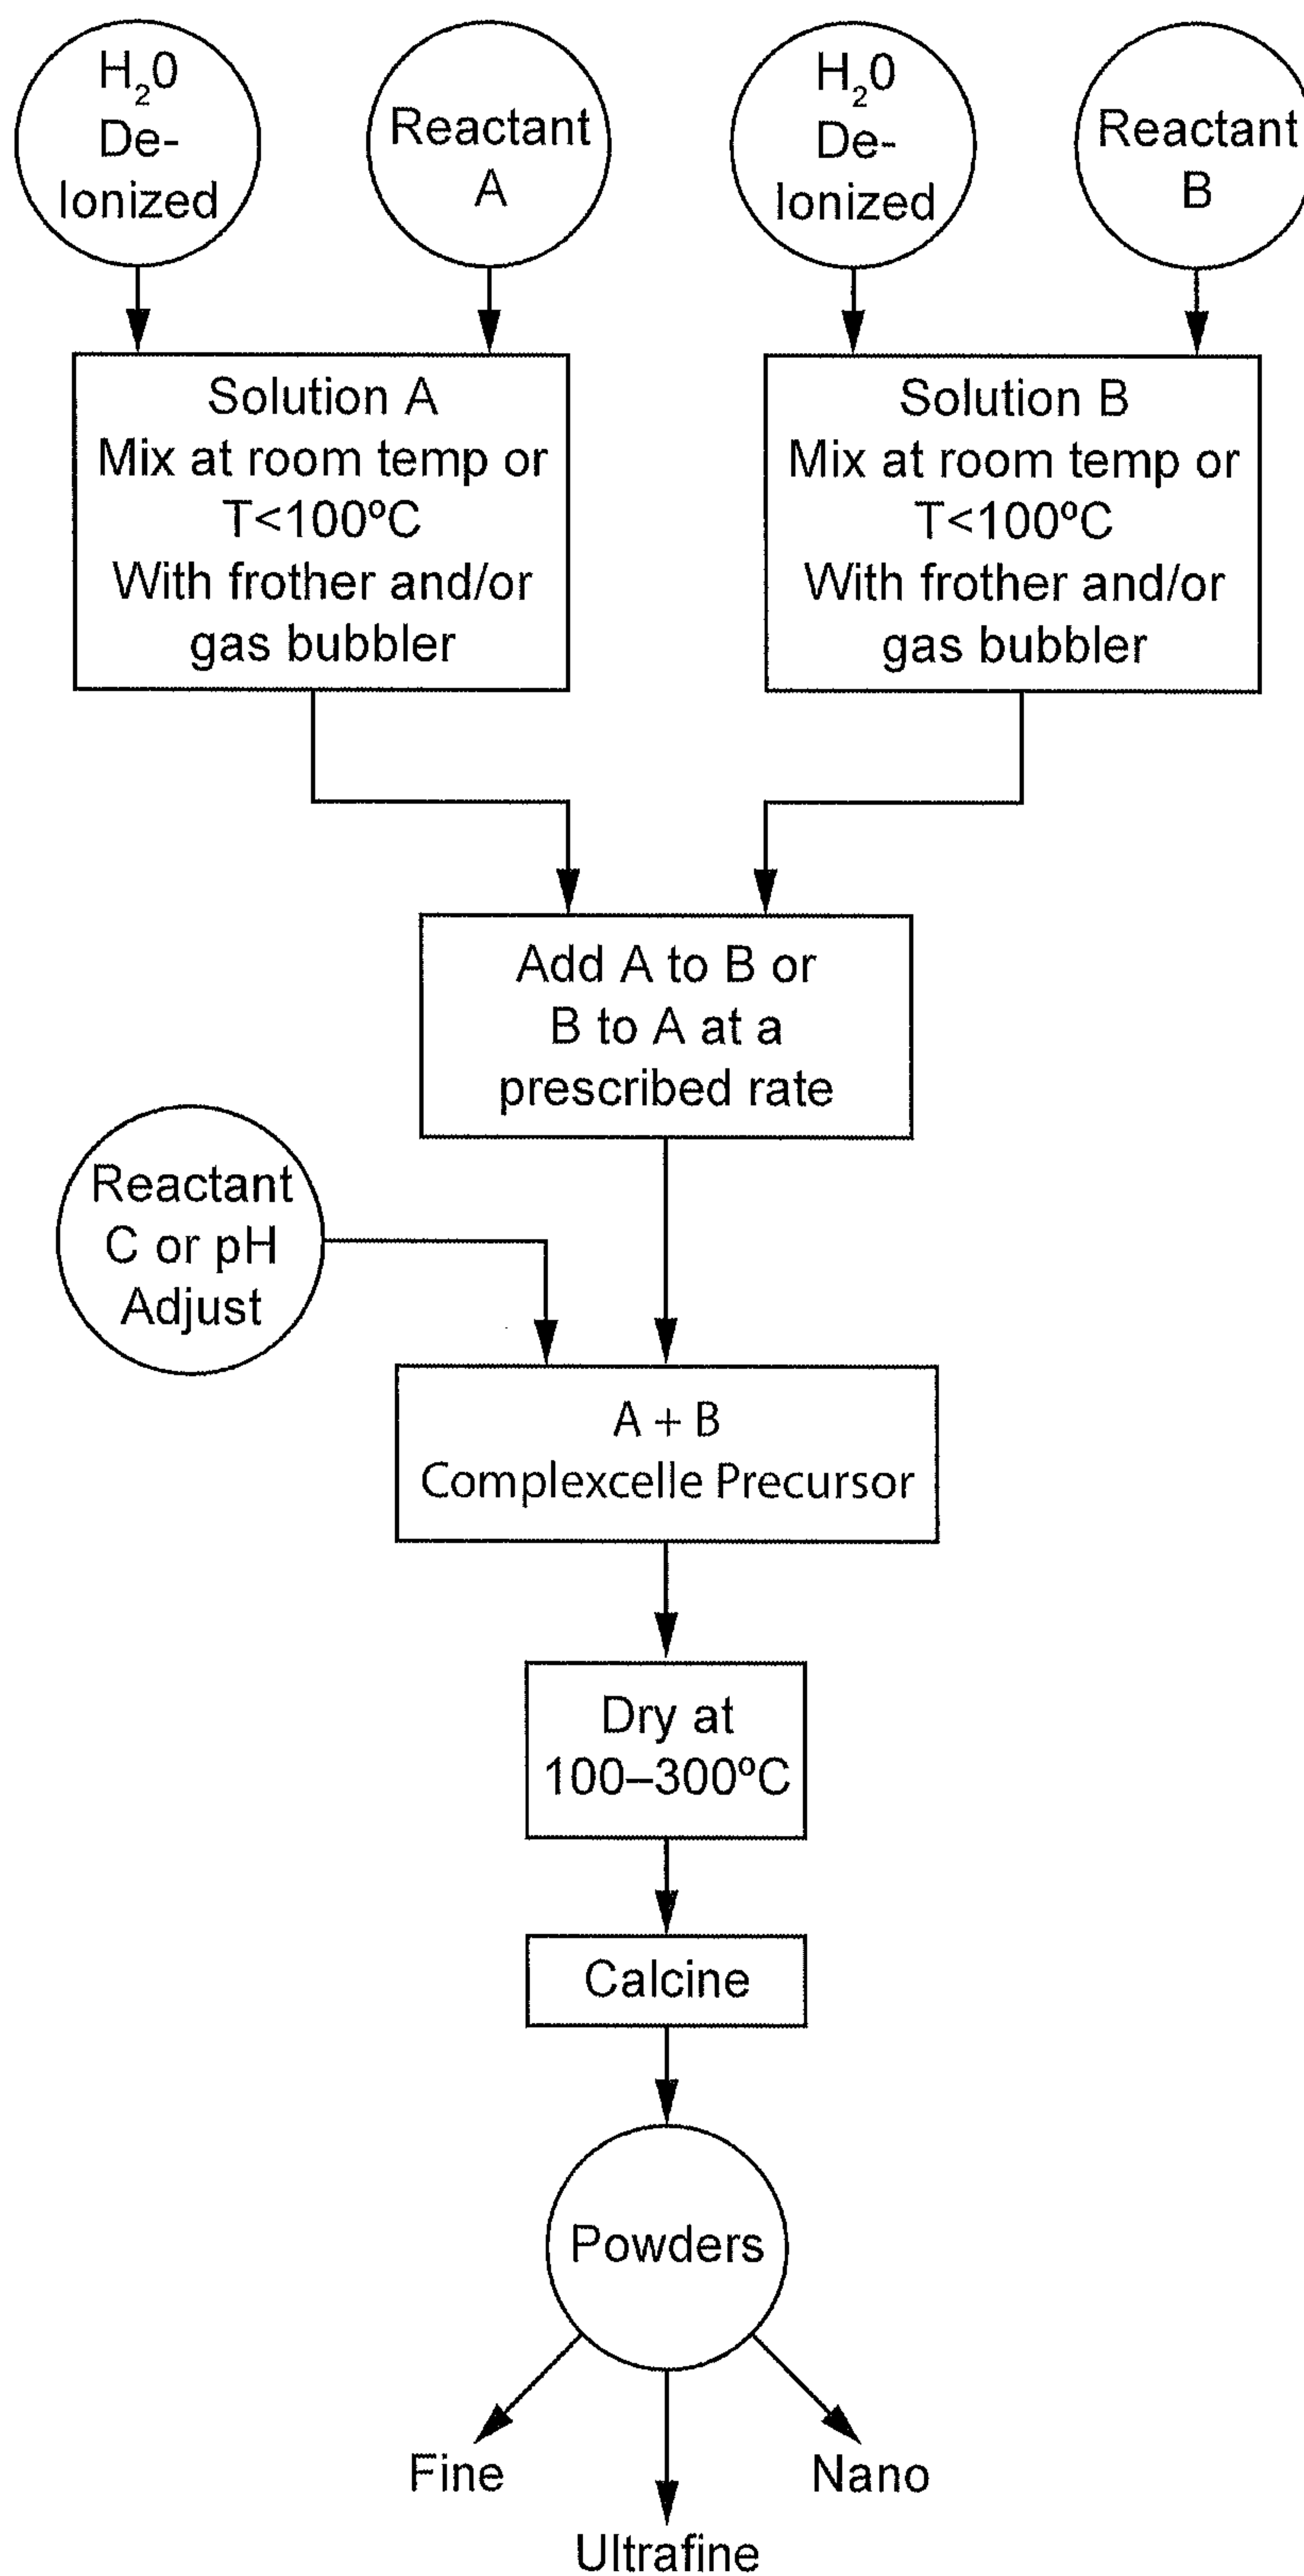 H₂0
De-
Ionized
Reactant
A
H₂0
De-
Ionized
Reactant
B
Solution A
Mix at room temp or
T<100ºC
With frother and/or
gas bubbler
Solution B
Mix at room temp or
T<100ºC
With frother and/or
gas bubbler
Add A to B or
B to A at a
prescribed rate
Reactant
C or pH
Adjust
A + B
Complexcelle Precursor
Dry at
100–300ºC
Calcine
Powders
Fine
Nano
Ultrafine